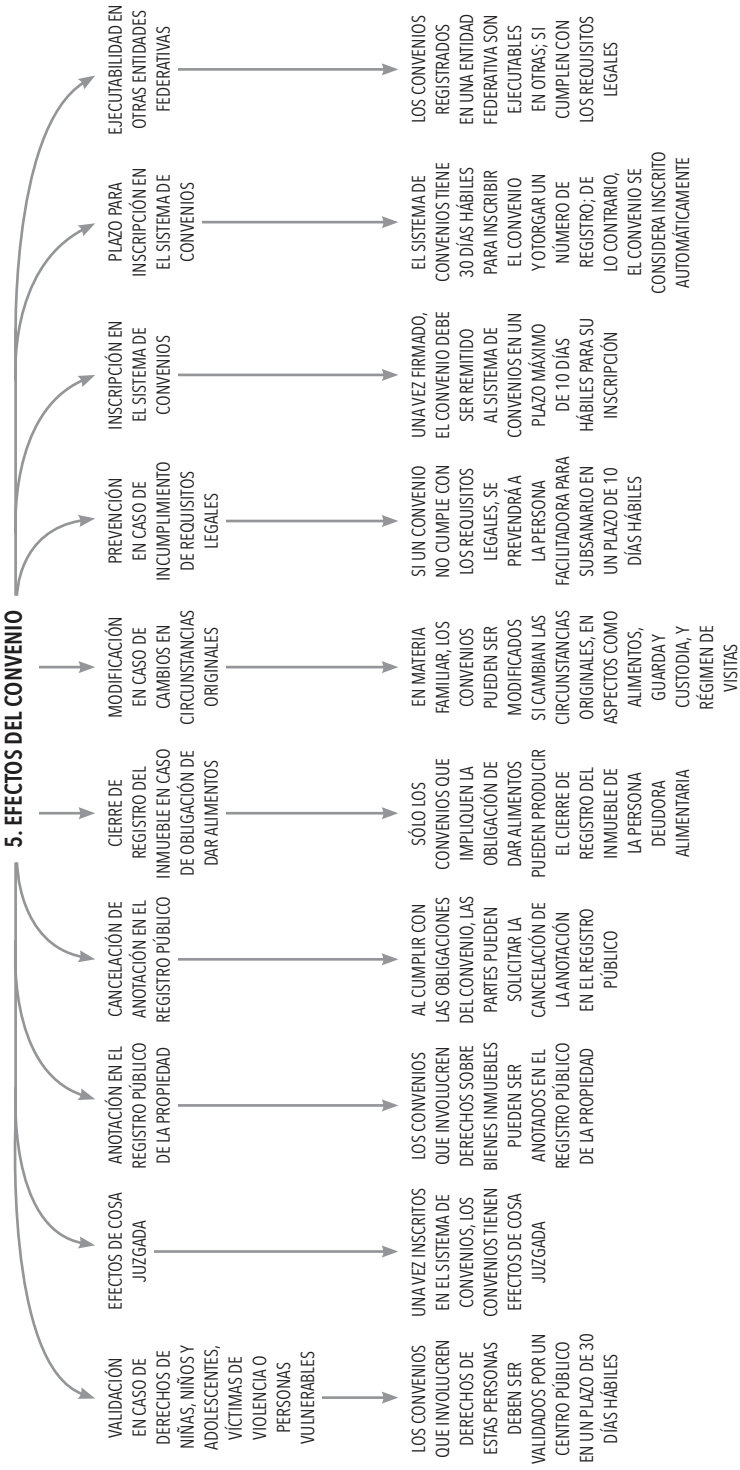 5. EFECTOS DEL CONVENIO
VALIDACIÓN
EN CASO DE
DERECHOS DE
NIÑAS, NIÑOS Y
ADOLESCENTES,
VÍCTIMAS DE
VIOLENCIA O
PERSONAS
VULNERABLES
LOS CONVENIOS
QUE INVOLUCREN
DERECHOS DE
ESTAS PERSONAS
DEBEN SER
VALIDADOS POR UN
CENTRO PÚBLICO
EN UN PLAZO DE 30
DÍAS HÁBILES
EFECTOS DE COSA
JUZGADA
UNA VEZ INSCRITOS
EN EL SISTEMA DE
CONVENIOS, LOS
CONVENIOS TIENEN
EFECTOS DE COSA
JUZGADA
ANOTACIÓN EN EL
REGISTRO PÚBLICO
DE LA PROPIEDAD
LOS CONVENIOS
QUE INVOLUCREN
DERECHOS SOBRE
BIENES INMUEBLES
PUEDEN SER
ANOTADOS EN EL
REGISTRO PÚBLICO
DE LA PROPIEDAD
CANCELACIÓN DE
ANOTACIÓN EN EL
REGISTRO PÚBLICO
AL CUMPLIR CON
LAS OBLIGACIONES
DEL CONVENIO, LAS
PARTES PUEDEN
SOLICITAR LA
CANCELACIÓN DE
LA ANOTACIÓN
EN EL REGISTRO
PÚBLICO
CIERRE DE
REGISTRO DEL
INMUEBLE EN CASO
DE OBLIGACIÓN DE
DAR ALIMENTOS
SÓLO LOS
CONVENIOS QUE
IMPLIQUEN LA
OBLIGACIÓN DE
DAR ALIMENTOS
PUEDEN PRODUCIR
EL CIERRE DE
REGISTRO DEL
INMUEBLE DE
LA PERSONA
DEUDORA
ALIMENTARIA
MODIFICACIÓN
EN CASO DE
CAMBIOS EN
CIRCUNSTANCIAS
ORIGINALES
EN MATERIA
FAMILIAR, LOS
CONVENIOS
PUEDEN SER
MODIFICADOS
SI CAMBIAN LAS
CIRCUNSTANCIAS
ORIGINALES, EN
ASPECTOS COMO
ALIMENTOS,
GUARDA Y
CUSTODIA, Y
RÉGIMEN DE
VISITAS
PREVENCIÓN
EN CASO DE
INCUMPLIMIENTO
DE REQUISITOS
LEGALES
SI UN CONVENIO
NO CUMPLE CON
LOS REQUISITOS
LEGALES, SE
PREVENDRÁ A
LA PERSONA
FACILITADORA PARA
SUBSANARLO EN
UN PLAZO DE 10
DÍAS HÁBILES
INSCRIPCIÓN EN
EL SISTEMA DE
CONVENIOS
UNA VEZ FIRMADO,
EL CONVENIO DEBE
SER REMITIDO
AL SISTEMA DE
CONVENIOS EN UN
PLAZO MÁXIMO
DE 10 DÍAS
HÁBILES PARA SU
INSCRIPCIÓN
PLAZO PARA
INSCRIPCIÓN EN
EL SISTEMA DE
CONVENIOS
EL SISTEMA DE
CONVENIOS TIENE
30 DÍAS HÁBILES
PARA INSCRIBIR
EL CONVENIO
Y OTORGAR UN
NÚMERO DE
REGISTRO; DE
LO CONTRARIO,
EL CONVENIO SE
CONSIDERA INSCRITO
AUTOMÁTICAMENTE
EJECUTABILIDAD EN
OTRAS ENTIDADES
FEDERATIVAS
LOS CONVENIOS
REGISTRADOS
EN UNA ENTIDAD
FEDERATIVA SON
EJECUTABLES
EN OTRAS; SI
CUMPLEN CON
LOS REQUISITOS
LEGALES